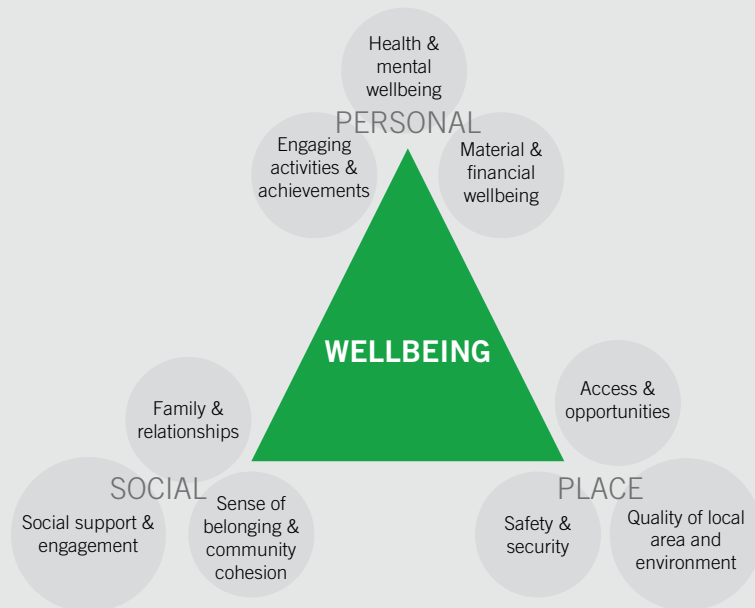 Health &
mental
wellbeing
PERSONAL
Engaging
activities &
achievements
Material &
financial
wellbeing
WELLBEING
Family &
relationships
Access &
opportunities
SOCIAL
Social support &
engagement
Sense of
belonging &
community
cohesion
PLACE
Safety &
security
Quality of local
area and
environment